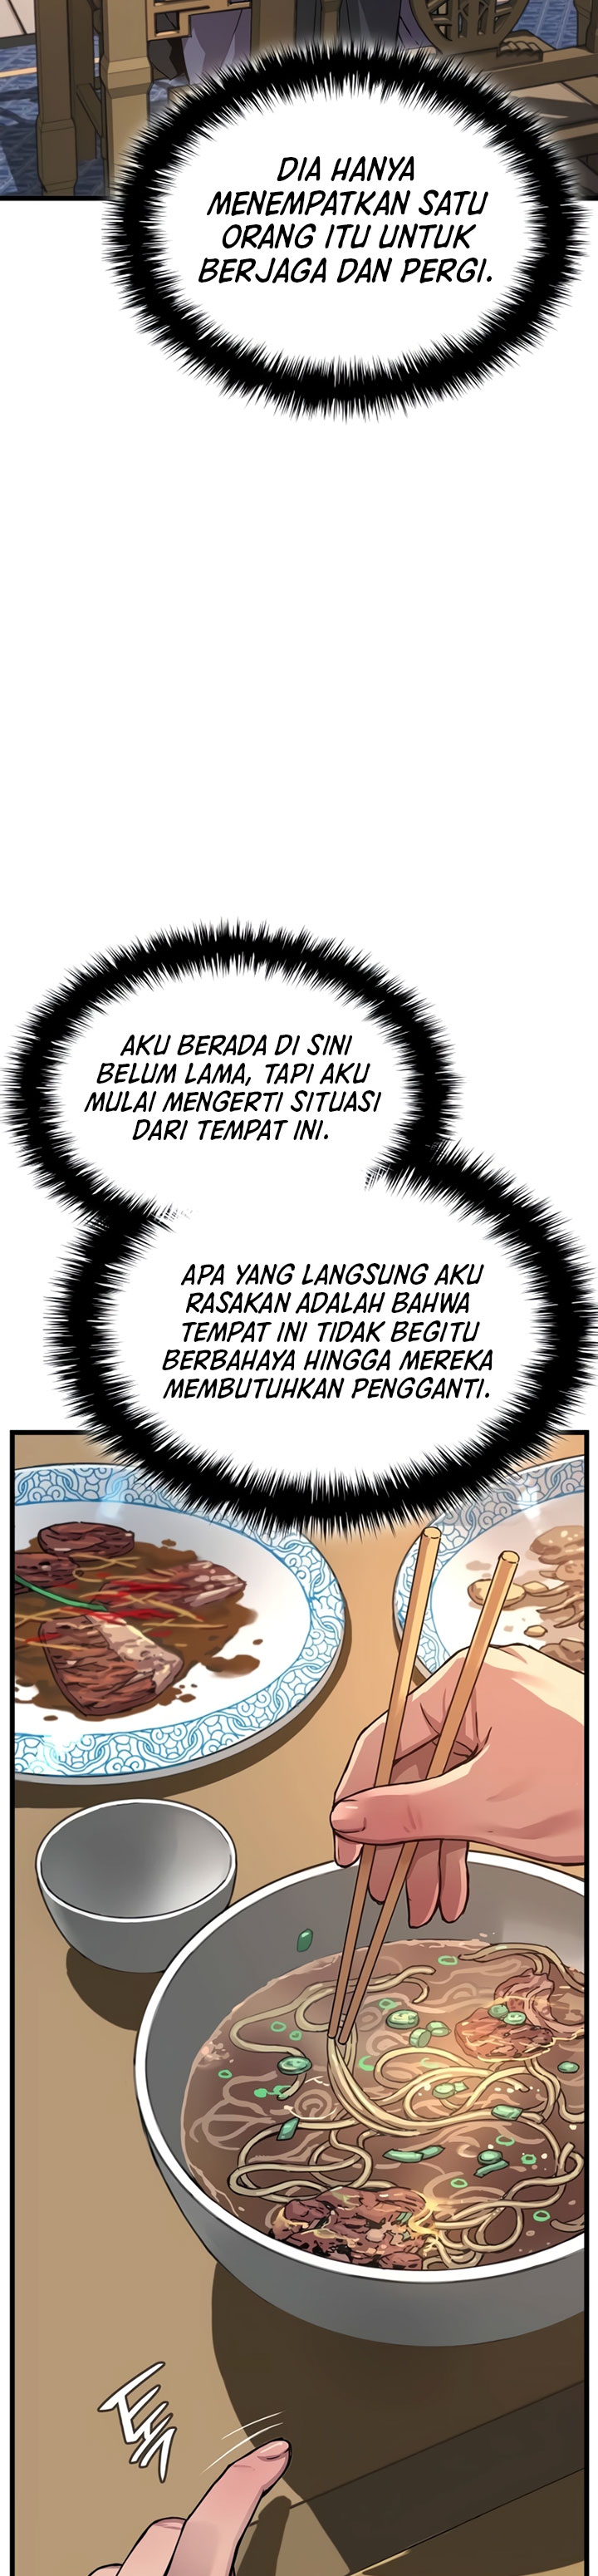 DIA HANYA
MENEMPATKAN SATU
ORANG ITU UNTUK
BERJAGA DAN PERGI.
AKU BERADA DI SINI
BELUM LAMA, TAPI AKU
MULAI MENGERTI SITUASI
DARI TEMPAT INI.
APA YANG LANGSUNG AKU
RASAKAN ADALAH BAHWA
TEMPAT INI TIDAK BEGITU
BERBAHAYA HINGGA MEREKA
MEMBUTUHKAN PENGGANTI.